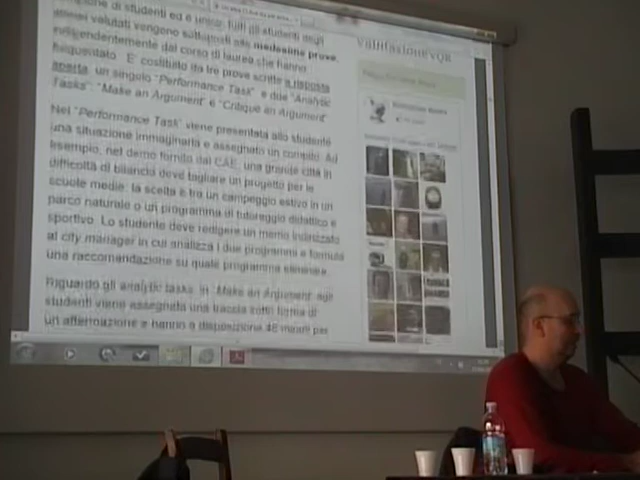 di studenti ed è
atenei valutati vengono sottoposti alle medesime prove,
indipendentemente dal corso di laurea che hanno
frequentato. E' costituito da tre prove scritte a risposta
aperta, un singolo "Performance Task" e due "Analytic
Tasks": "Make an Argument" e "Critique an Argument"
Nel "Performance Task" viene presentata allo studente
una situazione immaginaria e assegnato un compito. Ad
esempio, nel demo fornito dal CAE, una grande città in
difficoltà di bilancio deve tagliare un progetto per le
scuole medie: la scelta è tra un campeggio estivo in un
parco naturale o un programma di tutoraggio didattico e
sportivo. Lo studente deve redigere un memo indirizzato
al city manager in cui analizza i due programmi e formula
una raccomandazione su quale programma eliminare.
Riguardo gli analytic tasks, in "Make an Argument" agli
studenti viene assegnata una traccia sotto forma di
un'affermazione e hanno a disposizione 45 minuti per
valutazioneVQR